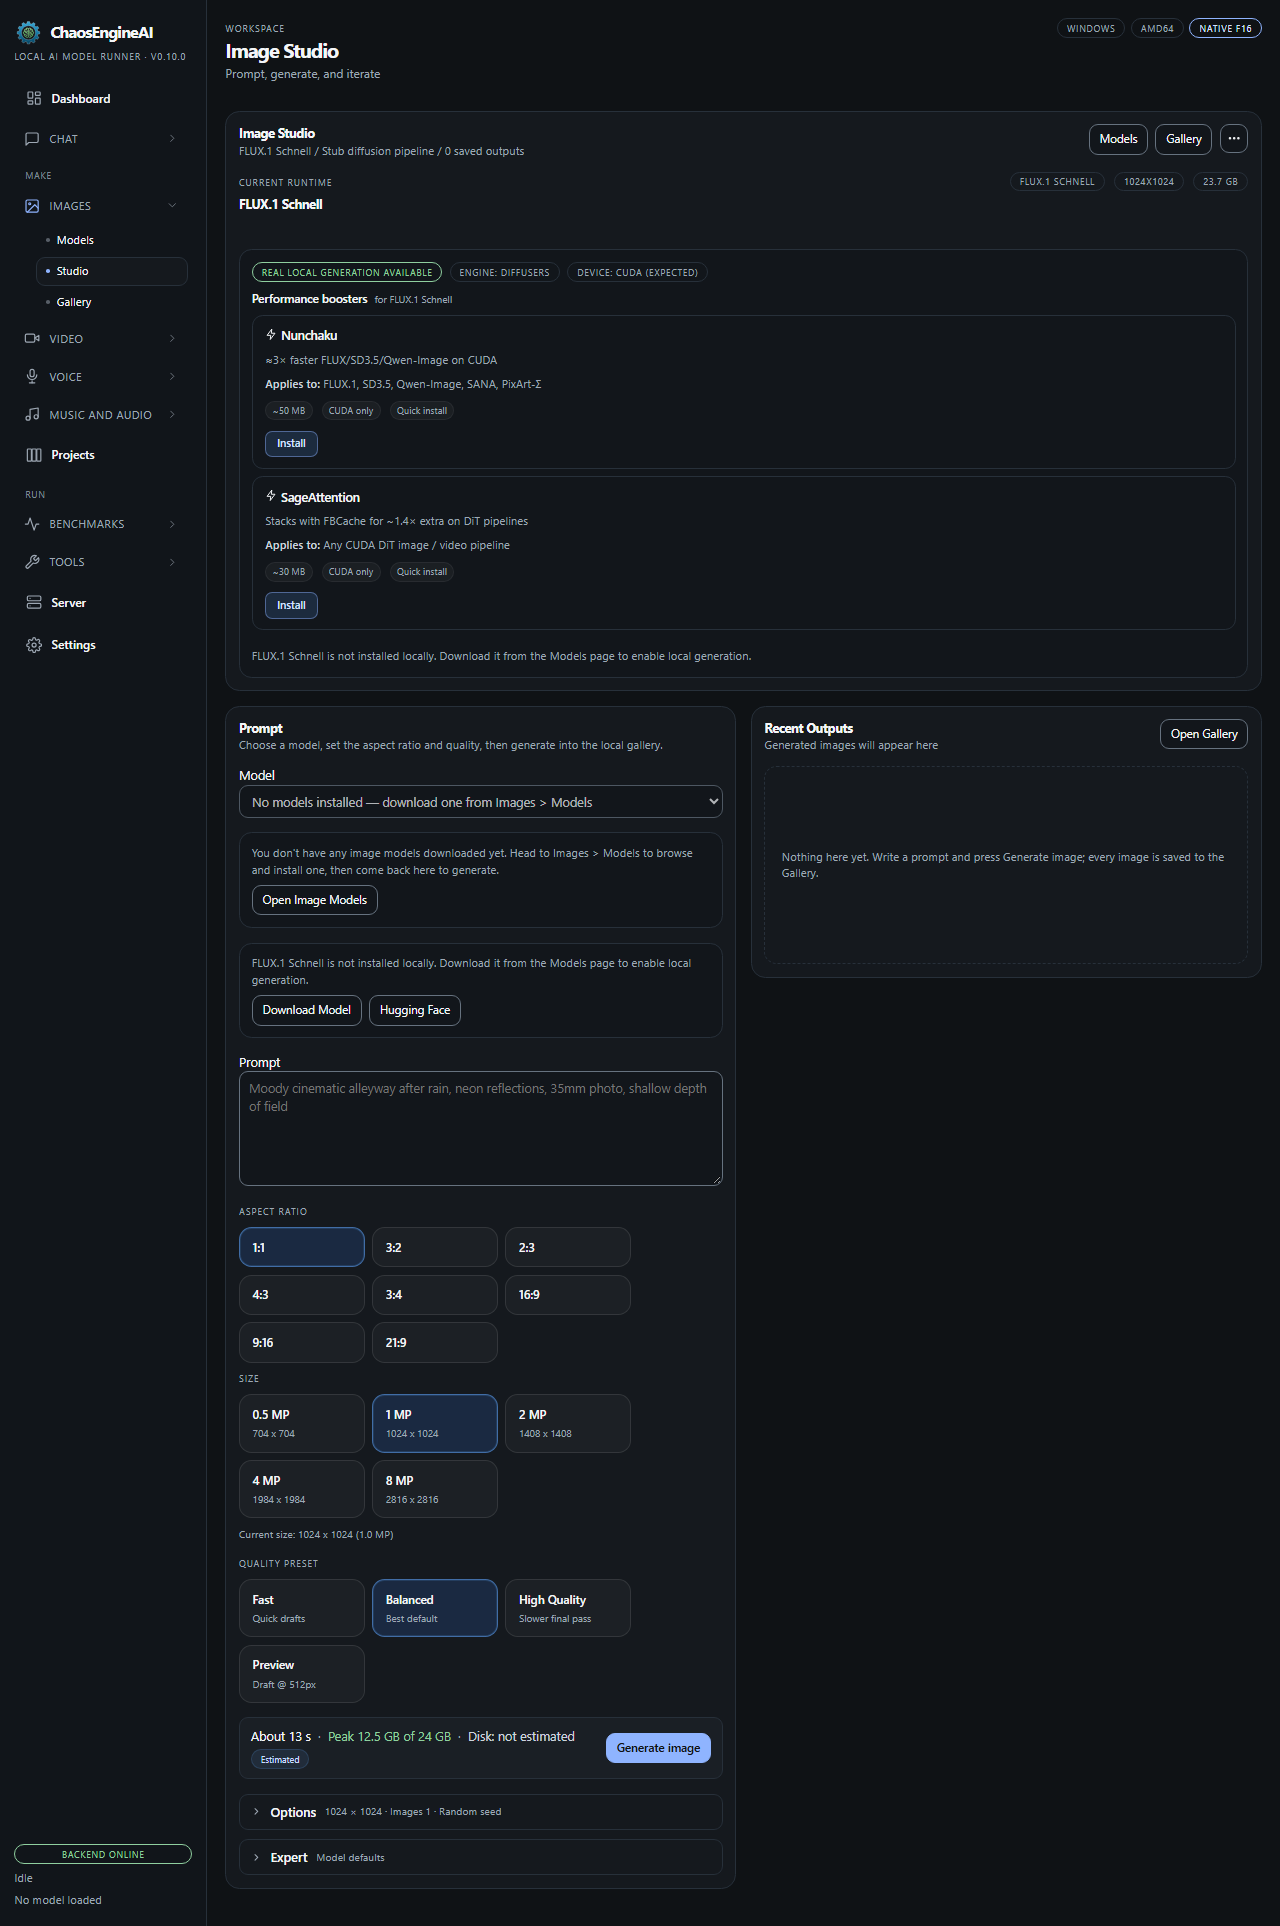 ChaosEngineAI
LOCAL AI MODEL RUNNER · V0.10.0
Dashboard
CHAT
MAKE
IMAGES
Models
Studio
Gallery
VIDEO
VOICE
MUSIC AND AUDIO
Projects
RUN
BENCHMARKS
TOOLS
Server
Settings
BACKEND ONLINE
Idle
No model loaded
WORKSPACE
Image Studio
Prompt, generate, and iterate
WINDOWS
AMD64
NATIVE F16
Image Studio
FLUX.1 Schnell / Stub diffusion pipeline / 0 saved outputs
Models
Gallery
···
CURRENT RUNTIME
FLUX.1 Schnell
FLUX.1 SCHNELL
1024X1024
23.7 GB
REAL LOCAL GENERATION AVAILABLE
ENGINE: DIFFUSERS
DEVICE: CUDA (EXPECTED)
Performance boosters for FLUX.1 Schnell
Nunchaku
≈3× faster FLUX/SD3.5/Qwen-Image on CUDA
Applies to: FLUX.1, SD3.5, Qwen-Image, SANA, PixArt-Σ
~50 MB
CUDA only
Quick install
Install
SageAttention
Stacks with FBCache for ~1.4× extra on DiT pipelines
Applies to: Any CUDA DiT image / video pipeline
~30 MB
CUDA only
Quick install
Install
FLUX.1 Schnell is not installed locally. Download it from the Models page to enable local generation.
Prompt
Choose a model, set the aspect ratio and quality, then generate into the local gallery.
Model
No models installed — download one from Images > Models
You don't have any image models downloaded yet. Head to Images > Models to browse
and install one, then come back here to generate.
Open Image Models
FLUX.1 Schnell is not installed locally. Download it from the Models page to enable local
generation.
Download Model
Hugging Face
Prompt
Moody cinematic alleyway after rain, neon reflections, 35mm photo, shallow depth
of field
ASPECT RATIO
1:1
3:2
2:3
4:3
3:4
16:9
9:16
21:9
SIZE
0.5 MP
704 x 704
1 MP
1024 x 1024
2 MP
1408 x 1408
4 MP
1984 x 1984
8 MP
2816 x 2816
Current size: 1024 x 1024 (1.0 MP)
QUALITY PRESET
Fast
Quick drafts
Balanced
Best default
High Quality
Slower final pass
Preview
Draft @ 512px
About 13 s · Peak 12.5 GB of 24 GB · Disk: not estimated
Estimated
Generate image
Options 1024 × 1024 · Images 1 · Random seed
Expert Model defaults
Recent Outputs
Generated images will appear here
Open Gallery
Nothing here yet. Write a prompt and press Generate image; every image is saved to the
Gallery.